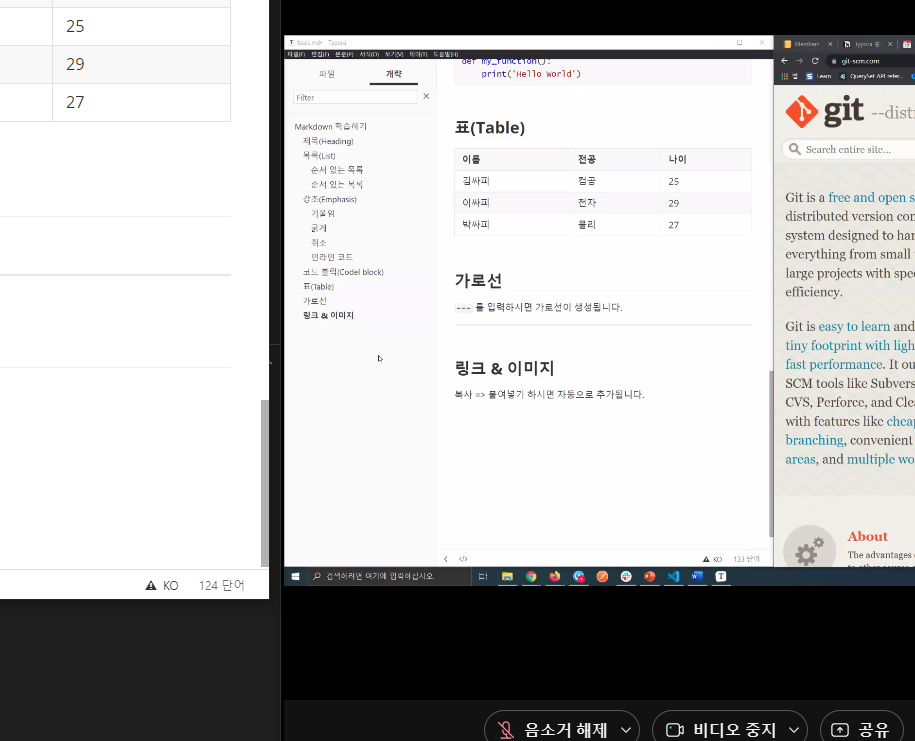 25
29
27
KO
124 단어
basic.md• - Typora
파일(F) 편집(E) 문단(P) 서식(O) 보기(V) 테마(T) 도움말(H)
파일
개략
Filter
Markdown 학습하기
제목(Heading)
목록(List)
순서 없는 목록
순서 있는 목록
강조(Emphasis)
기울임
굵게
취소
인라인 코드
코드 블럭(Codel block)
표(Table)
가로선
링크 & 이미지
def my_function():
print('Hello World')
표(Table)
이름 전공 나이
김싸피 컴공 25
이싸피 전자 29
박싸피 물리 27
가로선
--- 를 입력하시면 가로선이 생성됩니다.
링크 & 이미지
복사 => 붙여넣기 하시면 자동으로 추가됩니다.
KO
133 단어
검색하려면 여기에 입력하십시오.
git-scm.com
Learn
QuerySet API refer...
git --dist
Search entire site...
Git is a free and open s
distributed version con
system designed to han
everything from small
large projects with spee
efficiency.
Git is easy to learn and
tiny footprint with ligh
fast performance. It ou
SCM tools like Subvers
CVS, Perforce, and Clea
with features like cheap
branching, convenient
areas, and multiple wo
About
The advantages
음소거 해제
비디오 중지
공유